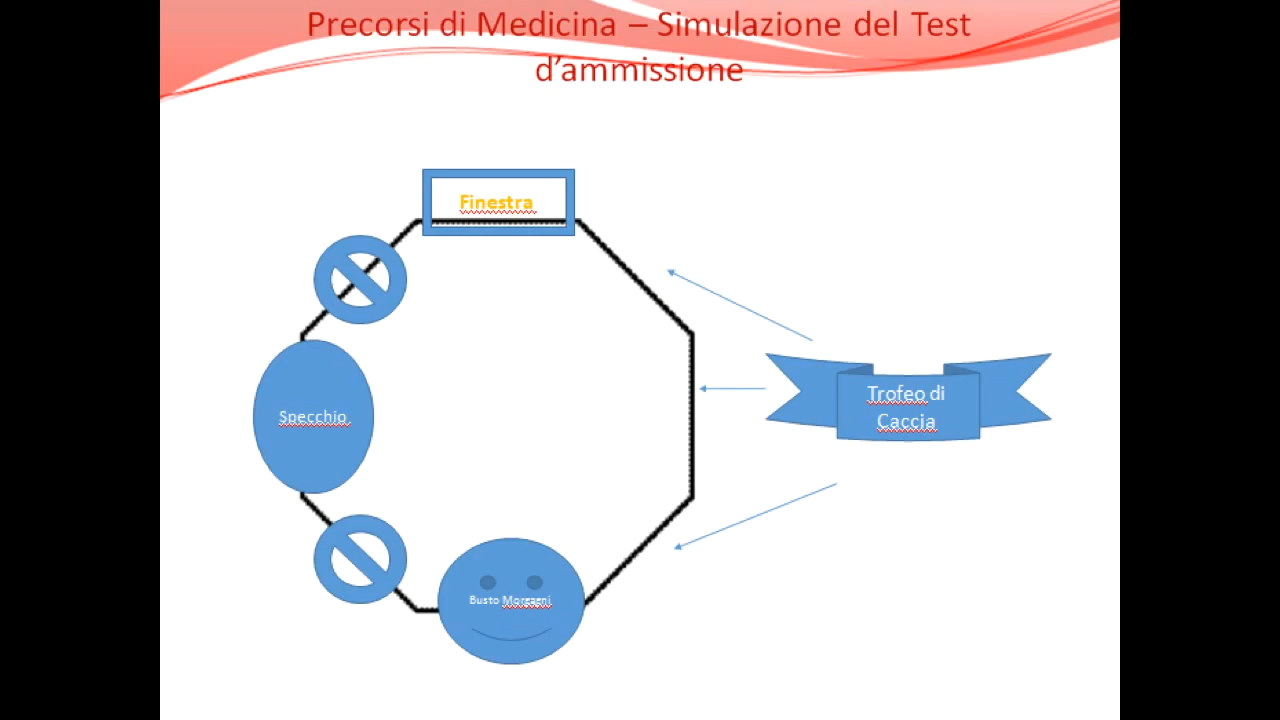 Precorsi di Medicina – Simulazione del Test
d’ammissione
Finestra
Specchio
Trofeo di
Caccia
Busto Morgagni